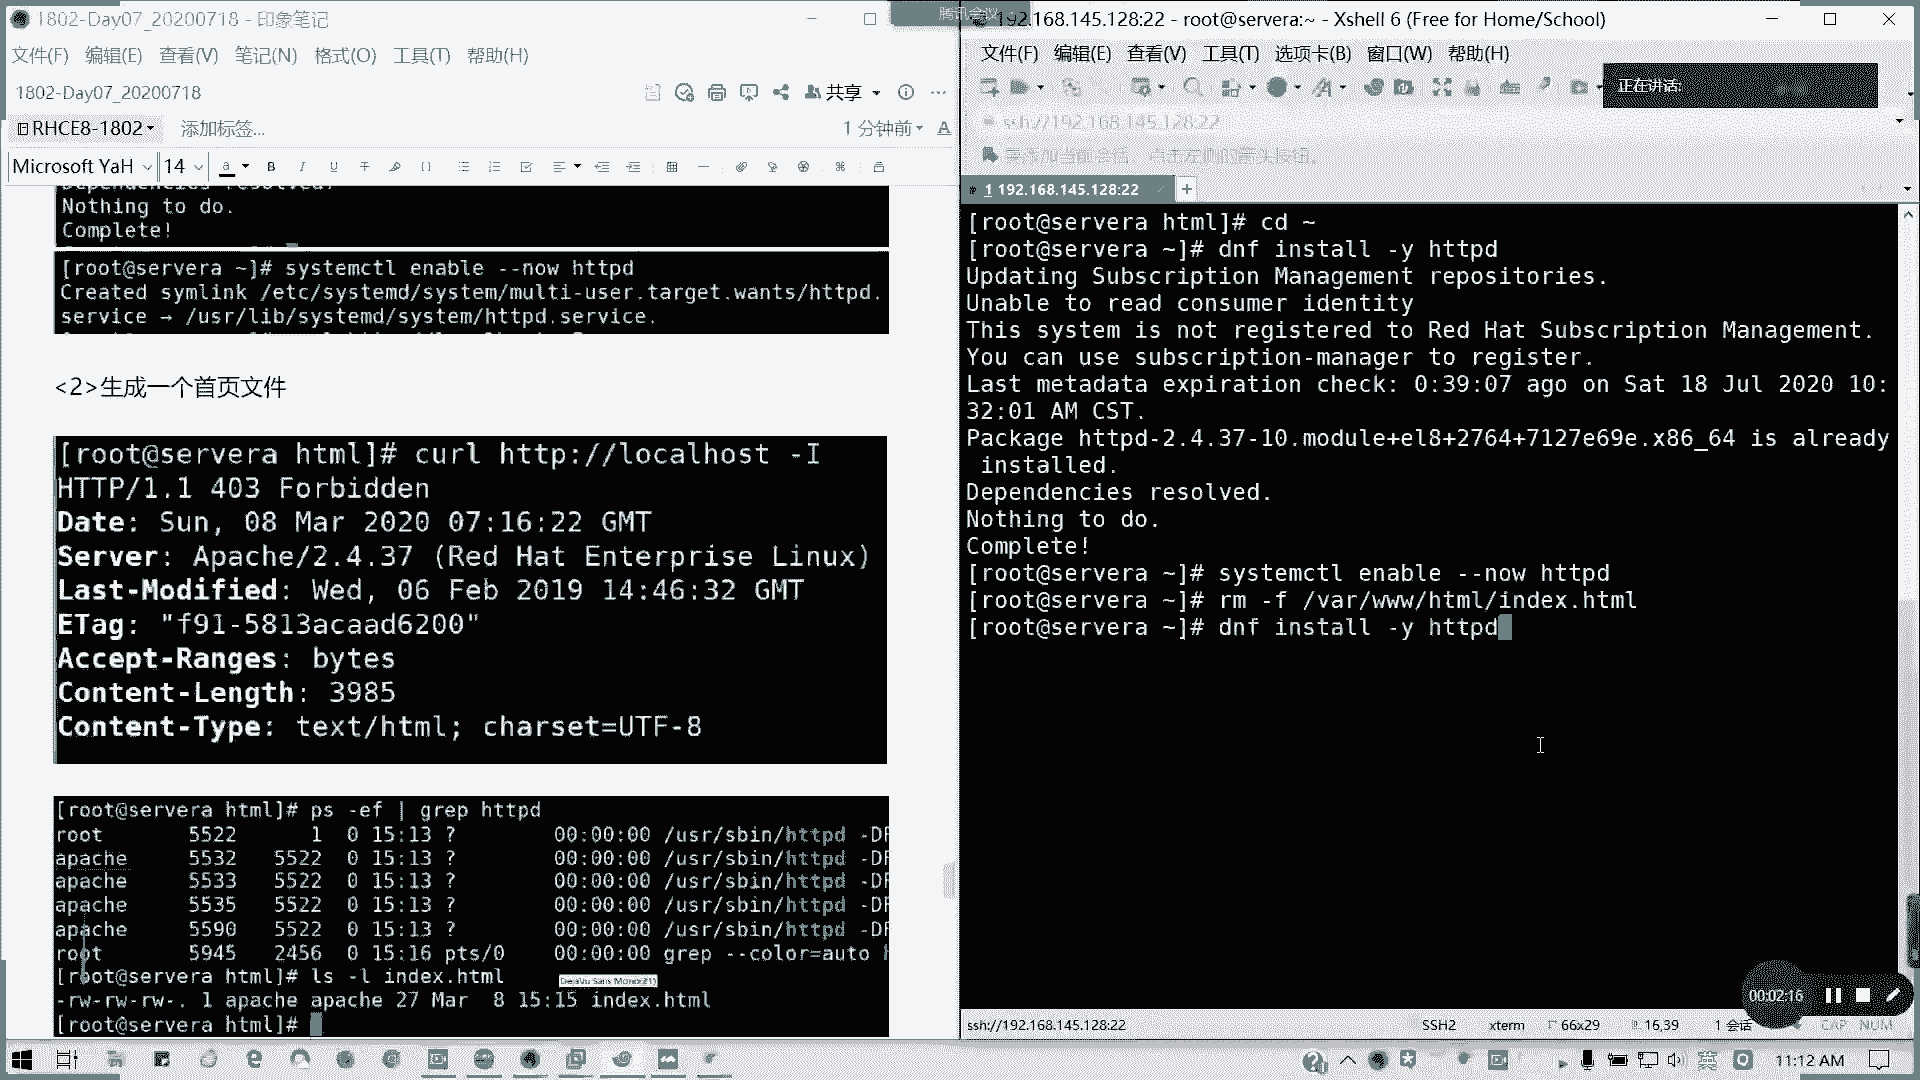 1802-Day07_20200718 - 印象笔记
文件(F) 编辑(E) 查看(V) 笔记(N) 格式(O) 工具(T) 帮助(H)
1802-Day07_20200718
共享
RHCE8-1802
添加标签...
1 分钟前
Microsoft YaH
14
Dependencies resolved.
Nothing to do.
Complete!
[root@servera ~]# systemctl enable --now httpd
Created symlink /etc/systemd/system/multi-user.target.wants/httpd.
service → /usr/lib/systemd/system/httpd.service.
<2>生成一个首页文件
[root@servera html]# curl http://localhost -I
HTTP/1.1 403 Forbidden
Date: Sun, 08 Mar 2020 07:16:22 GMT
Server: Apache/2.4.37 (Red Hat Enterprise Linux)
Last-Modified: Wed, 06 Feb 2019 14:46:32 GMT
ETag: "f91-5813acaad6200"
Accept-Ranges: bytes
Content-Length: 3985
Content-Type: text/html; charset=UTF-8
[root@servera html]# ps -ef | grep httpd
root 5522 1 0 15:13 ? 00:00:00 /usr/sbin/httpd -DF
apache 5532 5522 0 15:13 ? 00:00:00 /usr/sbin/httpd -DF
apache 5533 5522 0 15:13 ? 00:00:00 /usr/sbin/httpd -DF
apache 5535 5522 0 15:13 ? 00:00:00 /usr/sbin/httpd -DF
apache 5590 5522 0 15:13 ? 00:00:00 /usr/sbin/httpd -DF
root 5945 2456 0 15:16 pts/0 00:00:00 grep --color=auto
[root@servera html]# ls -l index.html
-rw-rw-rw-. 1 apache apache 27 Mar 8 15:15 index.html
[root@servera html]#
腾讯会议
192.168.145.128:22 - root@servera:~ - Xshell 6 (Free for Home/School)
文件(F) 编辑(E) 查看(V) 工具(T) 选项卡(B) 窗口(W) 帮助(H)
正在讲话:
ssh://192.168.145.128:22
要添加当前会话，点击左侧的箭头按钮。
1 192.168.145.128:22
[root@servera html]# cd ~
[root@servera ~]# dnf install -y httpd
Updating Subscription Management repositories.
Unable to read consumer identity
This system is not registered to Red Hat Subscription Management.
You can use subscription-manager to register.
Last metadata expiration check: 0:39:07 ago on Sat 18 Jul 2020 10:
32:01 AM CST.
Package httpd-2.4.37-10.module+el8+2764+7127e69e.x86_64 is already
installed.
Dependencies resolved.
Nothing to do.
Complete!
[root@servera ~]# systemctl enable --now httpd
[root@servera ~]# rm -f /var/www/html/index.html
[root@servera ~]# dnf install -y httpd
00:02:16
ssh://192.168.145.128:22 SSH2 xterm 66x29 16,39 1 会话 CAP NUM
英
11:12 AM